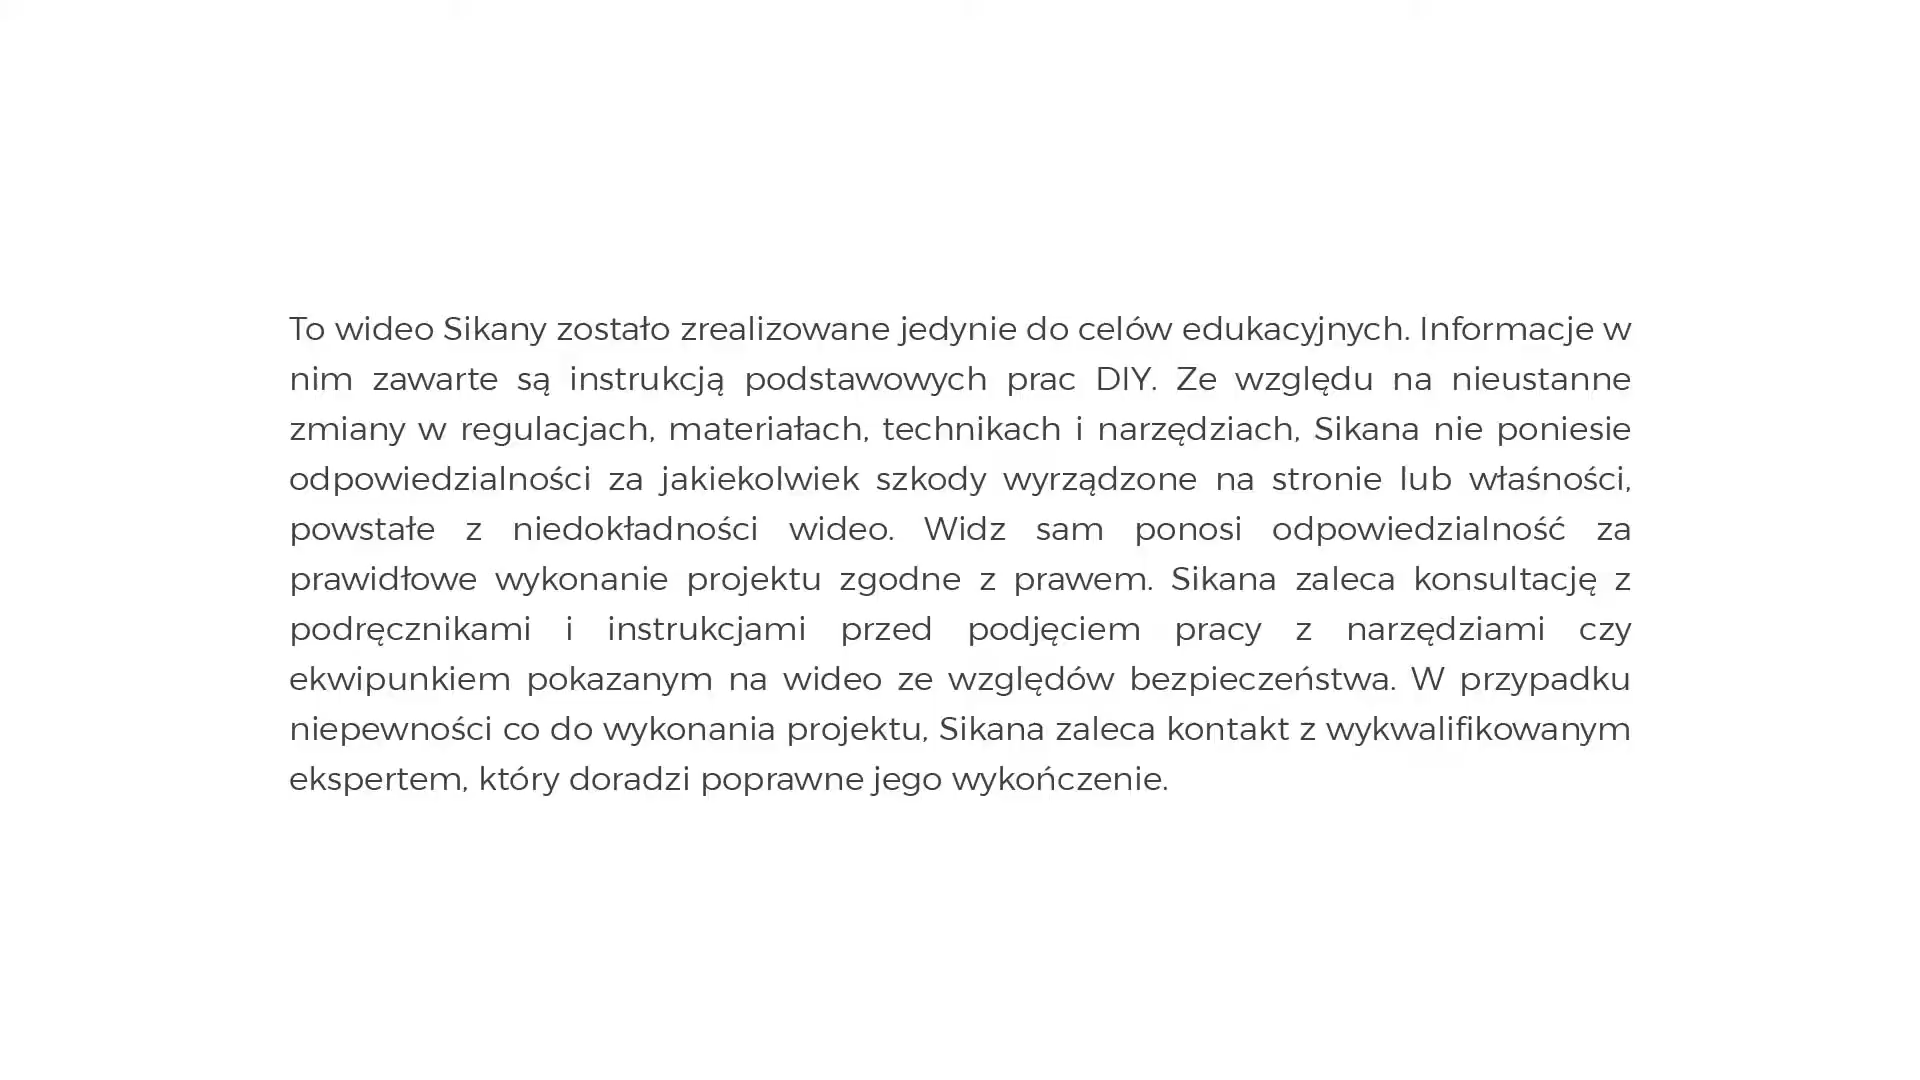 To wideo Sikany zostało zrealizowane jedynie do celów edukacyjnych. Informacje w
nim zawarte są instrukcją podstawowych prac DIY. Ze względu na nieustanne
zmiany w regulacjach, materiałach, technikach i narzędziach, Sikana nie poniesie
odpowiedzialności za jakiekolwiek szkody wyrządzone na stronie lub właśności,
powstałe z niedokładności wideo. Widz sam ponosi odpowiedzialność za
prawidłowe wykonanie projektu zgodne z prawem. Sikana zaleca konsultację z
podręcznikami i instrukcjami przed podjęciem pracy z narzędziami czy
ekwipunkiem pokazanym na wideo ze względów bezpieczeństwa. W przypadku
niepewności co do wykonania projektu, Sikana zaleca kontakt z wykwalifikowanym
ekspertem, który doradzi poprawne jego wykończenie.